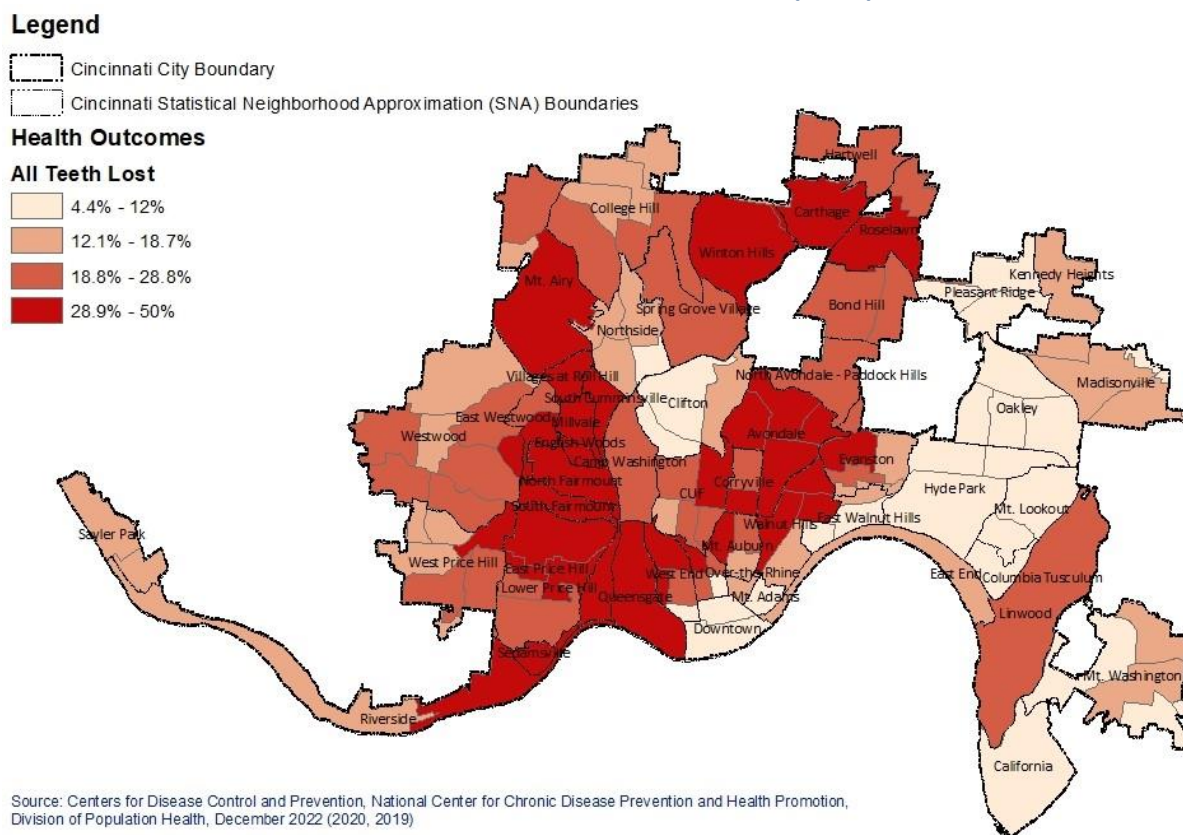 Legend
Cincinnati City Boundary
Cincinnati Statistical Neighborhood Approximation (SNA) Boundaries
Health Outcomes
All Teeth Lost
4.4% - 12%
12.1% - 18.7%
18.8% - 28.8%
28.9% - 50%
Hartwell
College Hill
Carthage
Roselawn
Winton Hills
Mt. Airy
Kennedy Heights
Pleasant Ridge
Spring Grove Village
Bond Hill
Northside
Villages at Roll Hill
North Avondale - Paddock Hills
Madisonville
South Cumminsville
Clifton
Oakley
East Westwood
Millvale
Westwood
English Woods
Avondale
Camp Washington
Evanston
North Fairmount
Corryville
Hyde Park
CUF
South Fairmount
Mt. Lookout
Walnut Hills
East Walnut Hills
Sayler Park
Mt. Auburn
West Price Hill
East Price Hill
West End
Over-the-Rhine
East End
Columbia Tusculum
Lower Price Hill
Queensgate
Mt. Adams
Linwood
Downtown
Sedamsville
Mt. Washington
Riverside
California
Source: Centers for Disease Control and Prevention, National Center for Chronic Disease Prevention and Health Promotion,
Division of Population Health, December 2022 (2020, 2019)